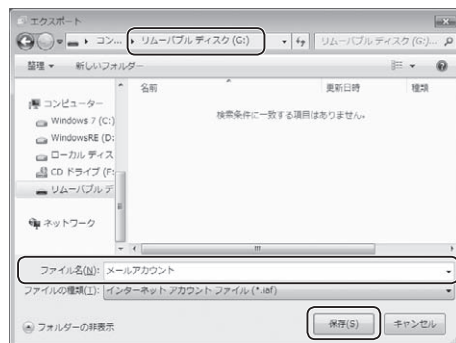 エクスポート
コン... ▸ リムーバブル ディスク (G:)
リムーバブル ディスク (G:)...
整理 ▼ 新しいフォルダー
名前 更新日時 種類
検索条件に一致する項目はありません。
コンピューター
Windows 7 (C:)
WindowsRE (D:
ローカル ディス
CD ドライブ (F:
リムーバブル デ
ネットワーク
ファイル名(N): メールアカウント
ファイルの種類(T): インターネット アカウント ファイル (*.iaf)
フォルダーの非表示 保存(S) キャンセル